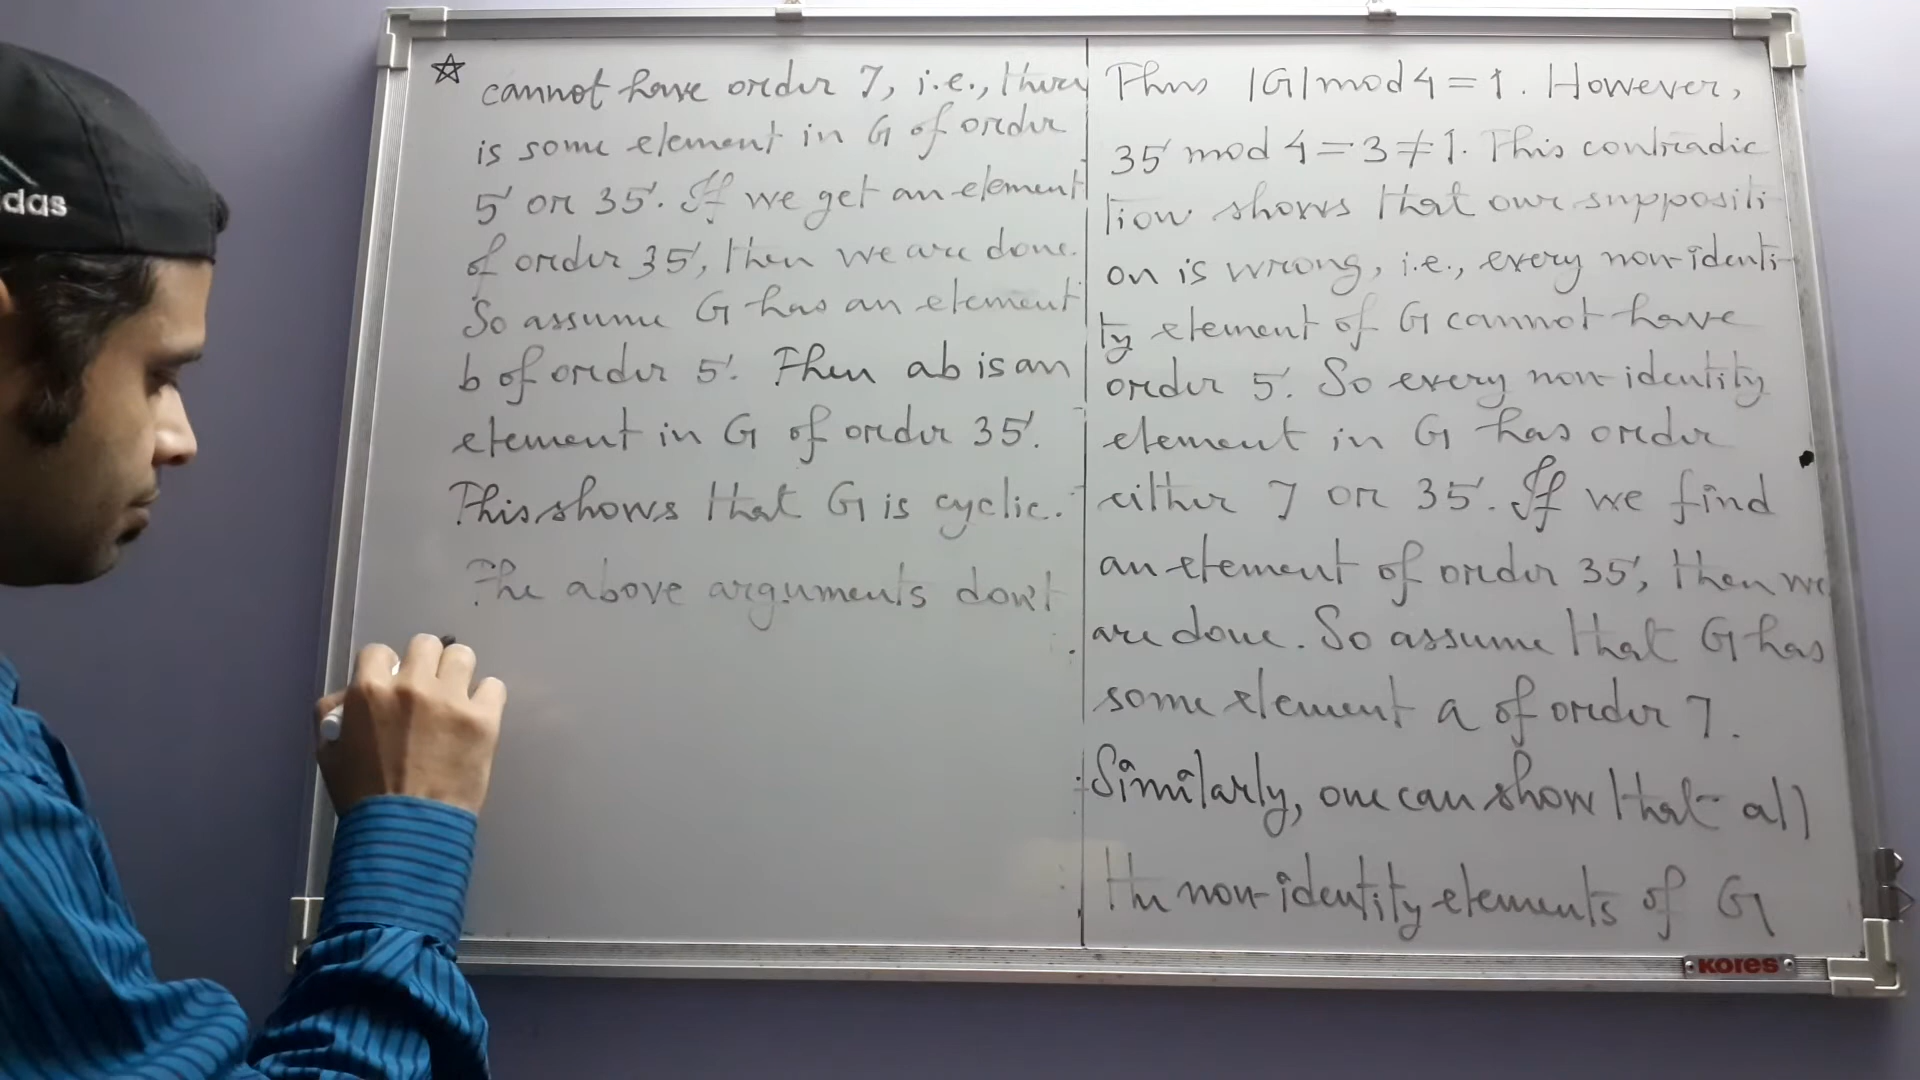 ☆ cannot have order 7, i.e., there
is some element in G of order
5 or 35. If we get an element
of order 35, then we are done.
So assume G has an element
b of order 5. Then ab is an
element in G of order 35.
This shows that G is cyclic.
The above arguments don't
Thus |G| mod 4 = 1. However,
35 mod 4 = 3 ≠ 1. This contradic
tion shows that our suppositi
on is wrong, i.e., every non-identi-
ty element of G cannot have
order 5. So every non-identity
element in G has order
either 7 or 35. If we find
an element of order 35, then we
are done. So assume that G has
some element a of order 7.
Similarly, one can show that all
the non-identity elements of G
KORES
das